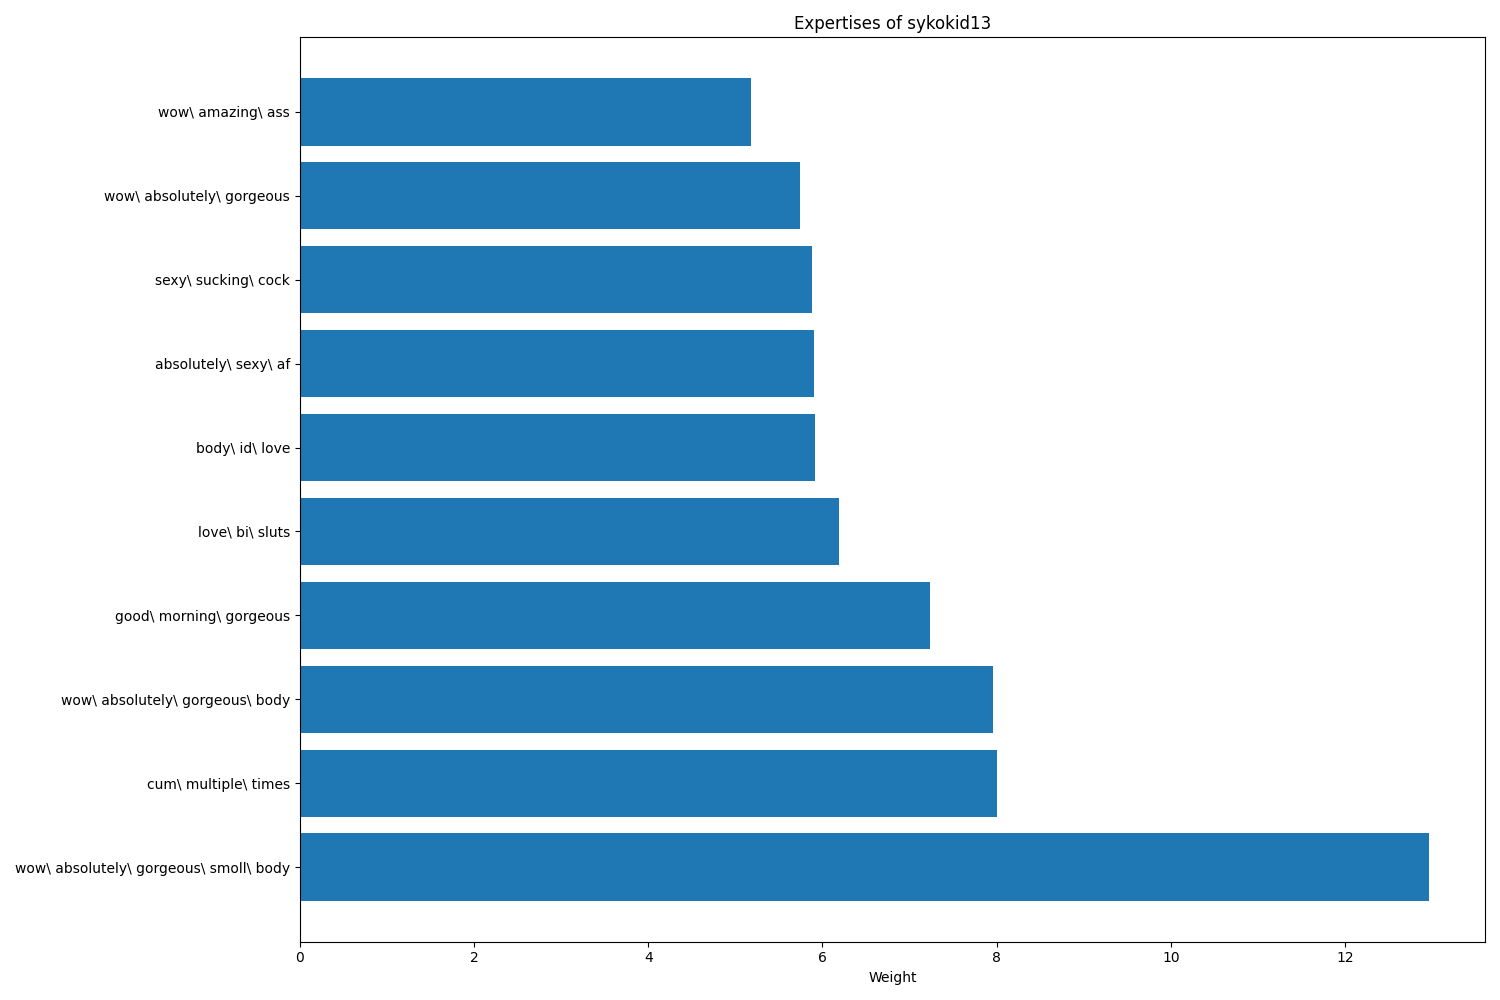 Expertises of sykokid13
wow\ amazing\ ass
wow\ absolutely\ gorgeous
sexy\ sucking\ cock
absolutely\ sexy\ af
body\ id\ love
love\ bi\ sluts
good\ morning\ gorgeous
wow\ absolutely\ gorgeous\ body
cum\ multiple\ times
wow\ absolutely\ gorgeous\ smoll\ body
0 2 4 6 8 10 12
Weight